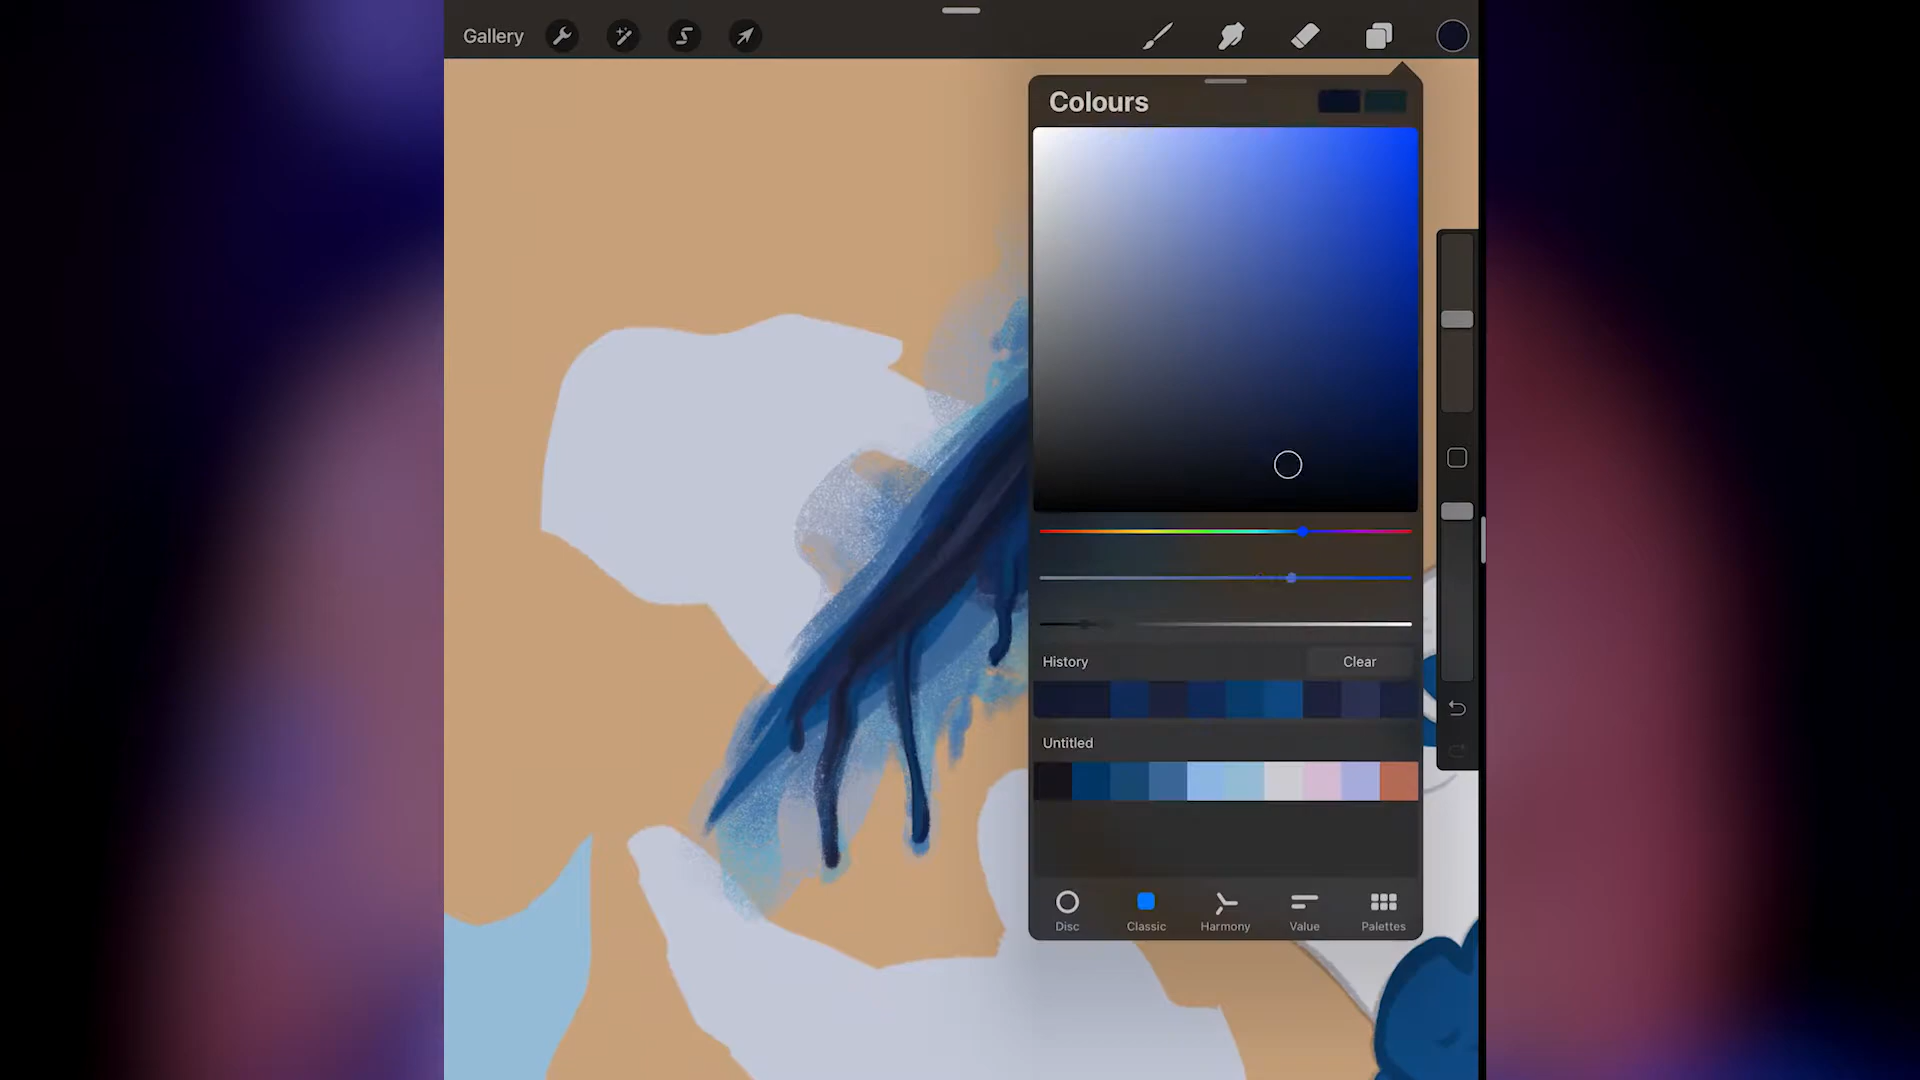 Gallery
Colours
History
Clear
Untitled
Disc
Classic
Harmony
Value
Palettes